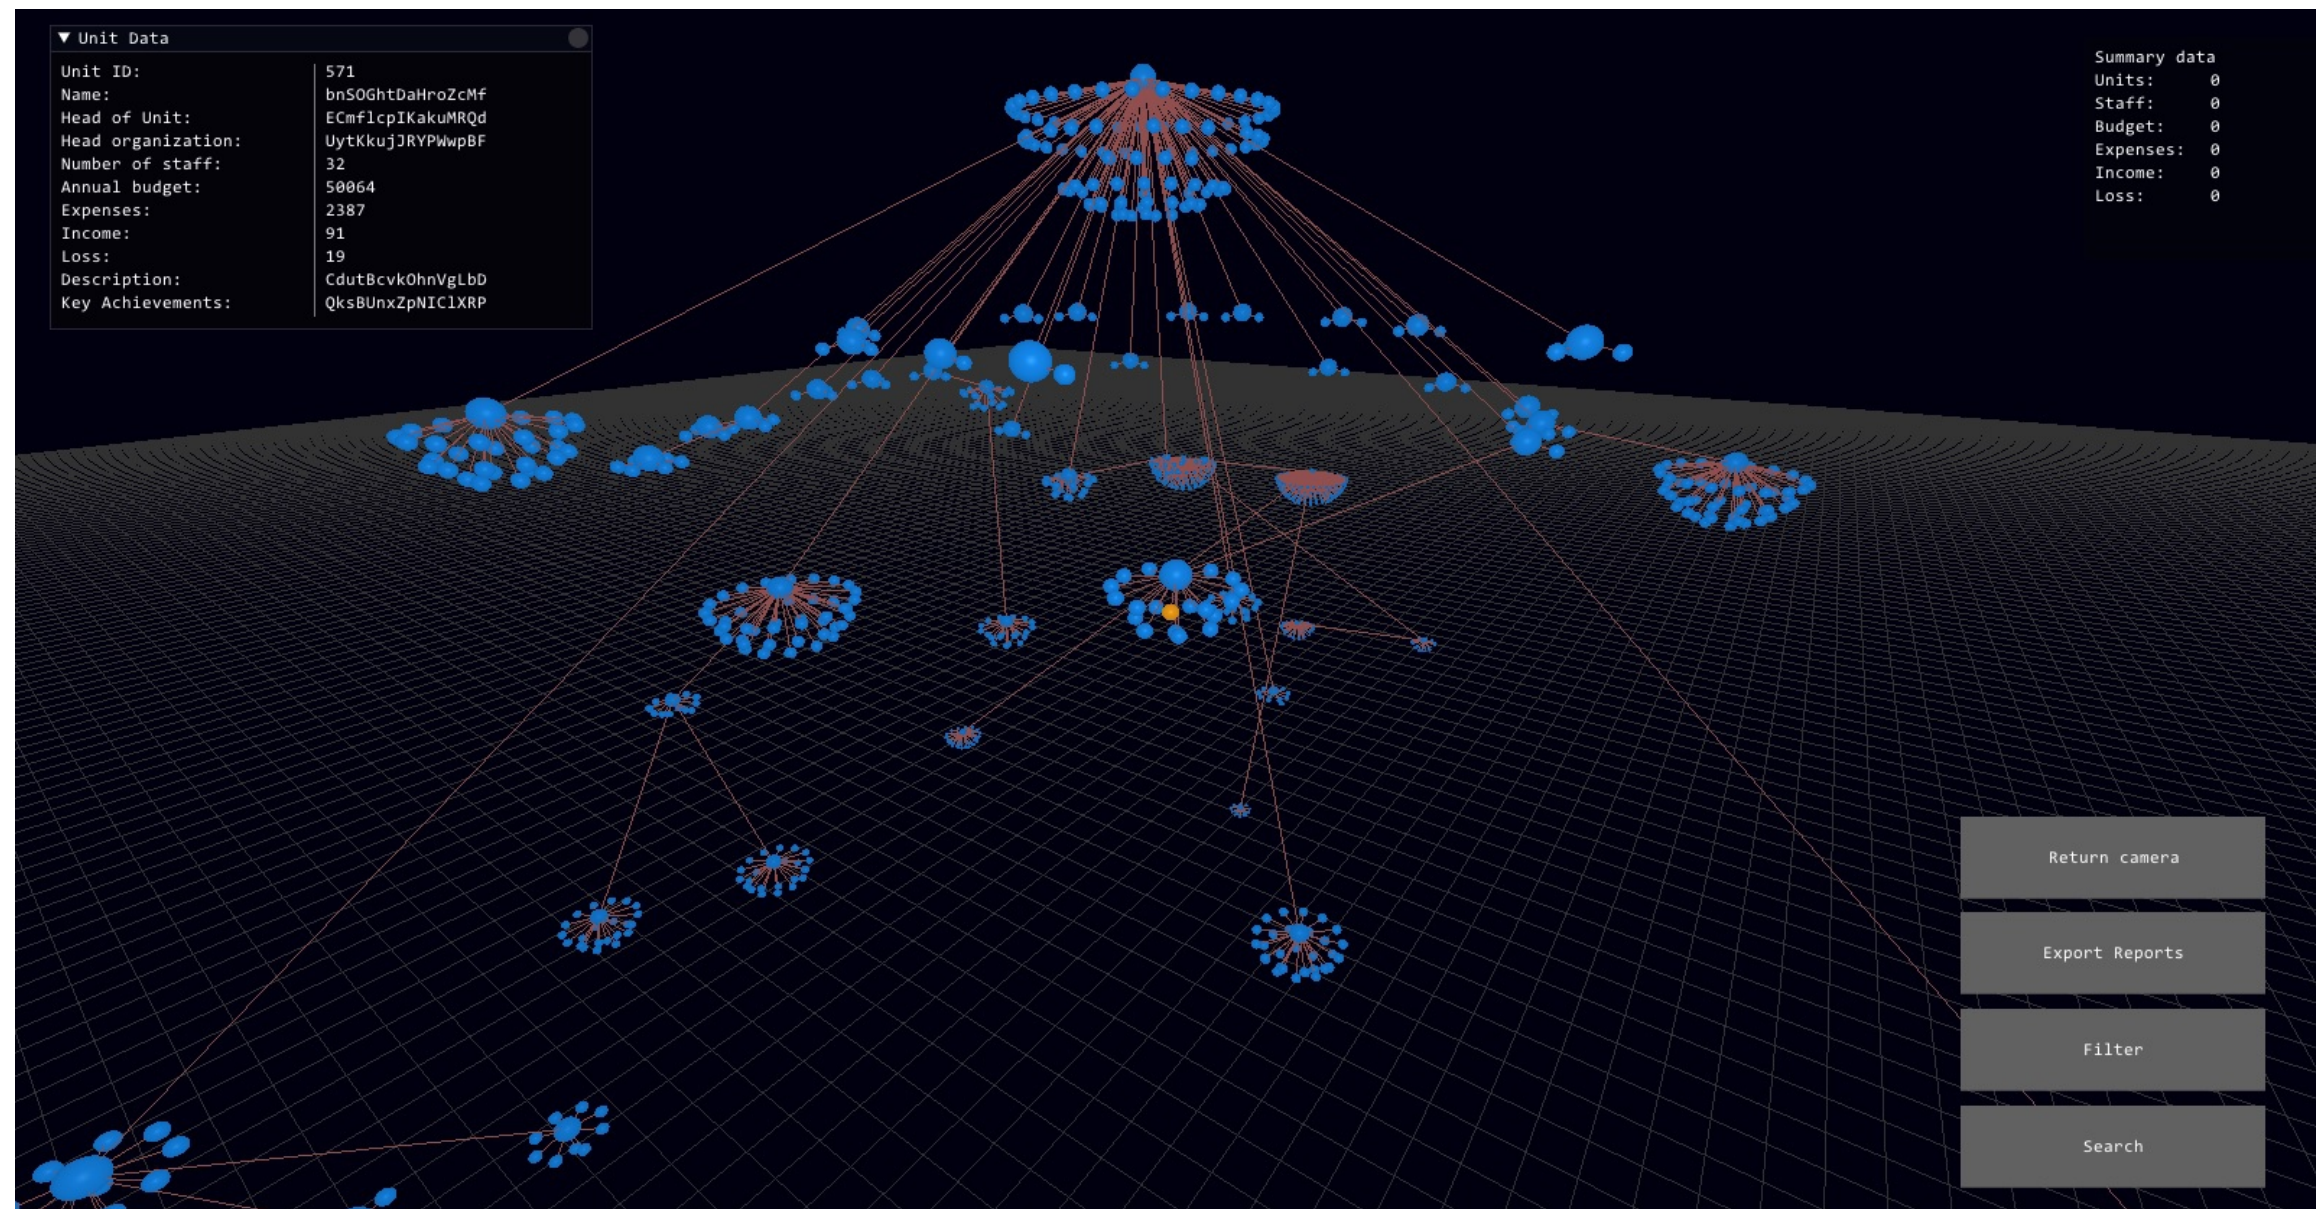 ▼ Unit Data
Unit ID: 571
Name: bnSOGhtDaHroZcMf
Head of Unit: ECmflcpIKakuMRQd
Head organization: UytKkujJRYPWwpBF
Number of staff: 32
Annual budget: 50064
Expenses: 2387
Income: 91
Loss: 19
Description: CdutBcvkOhnVgLbD
Key Achievements: QksBUnxZpNIClXRP
Summary data
Units: 0
Staff: 0
Budget: 0
Expenses: 0
Income: 0
Loss: 0
Return camera
Export Reports
Filter
Search